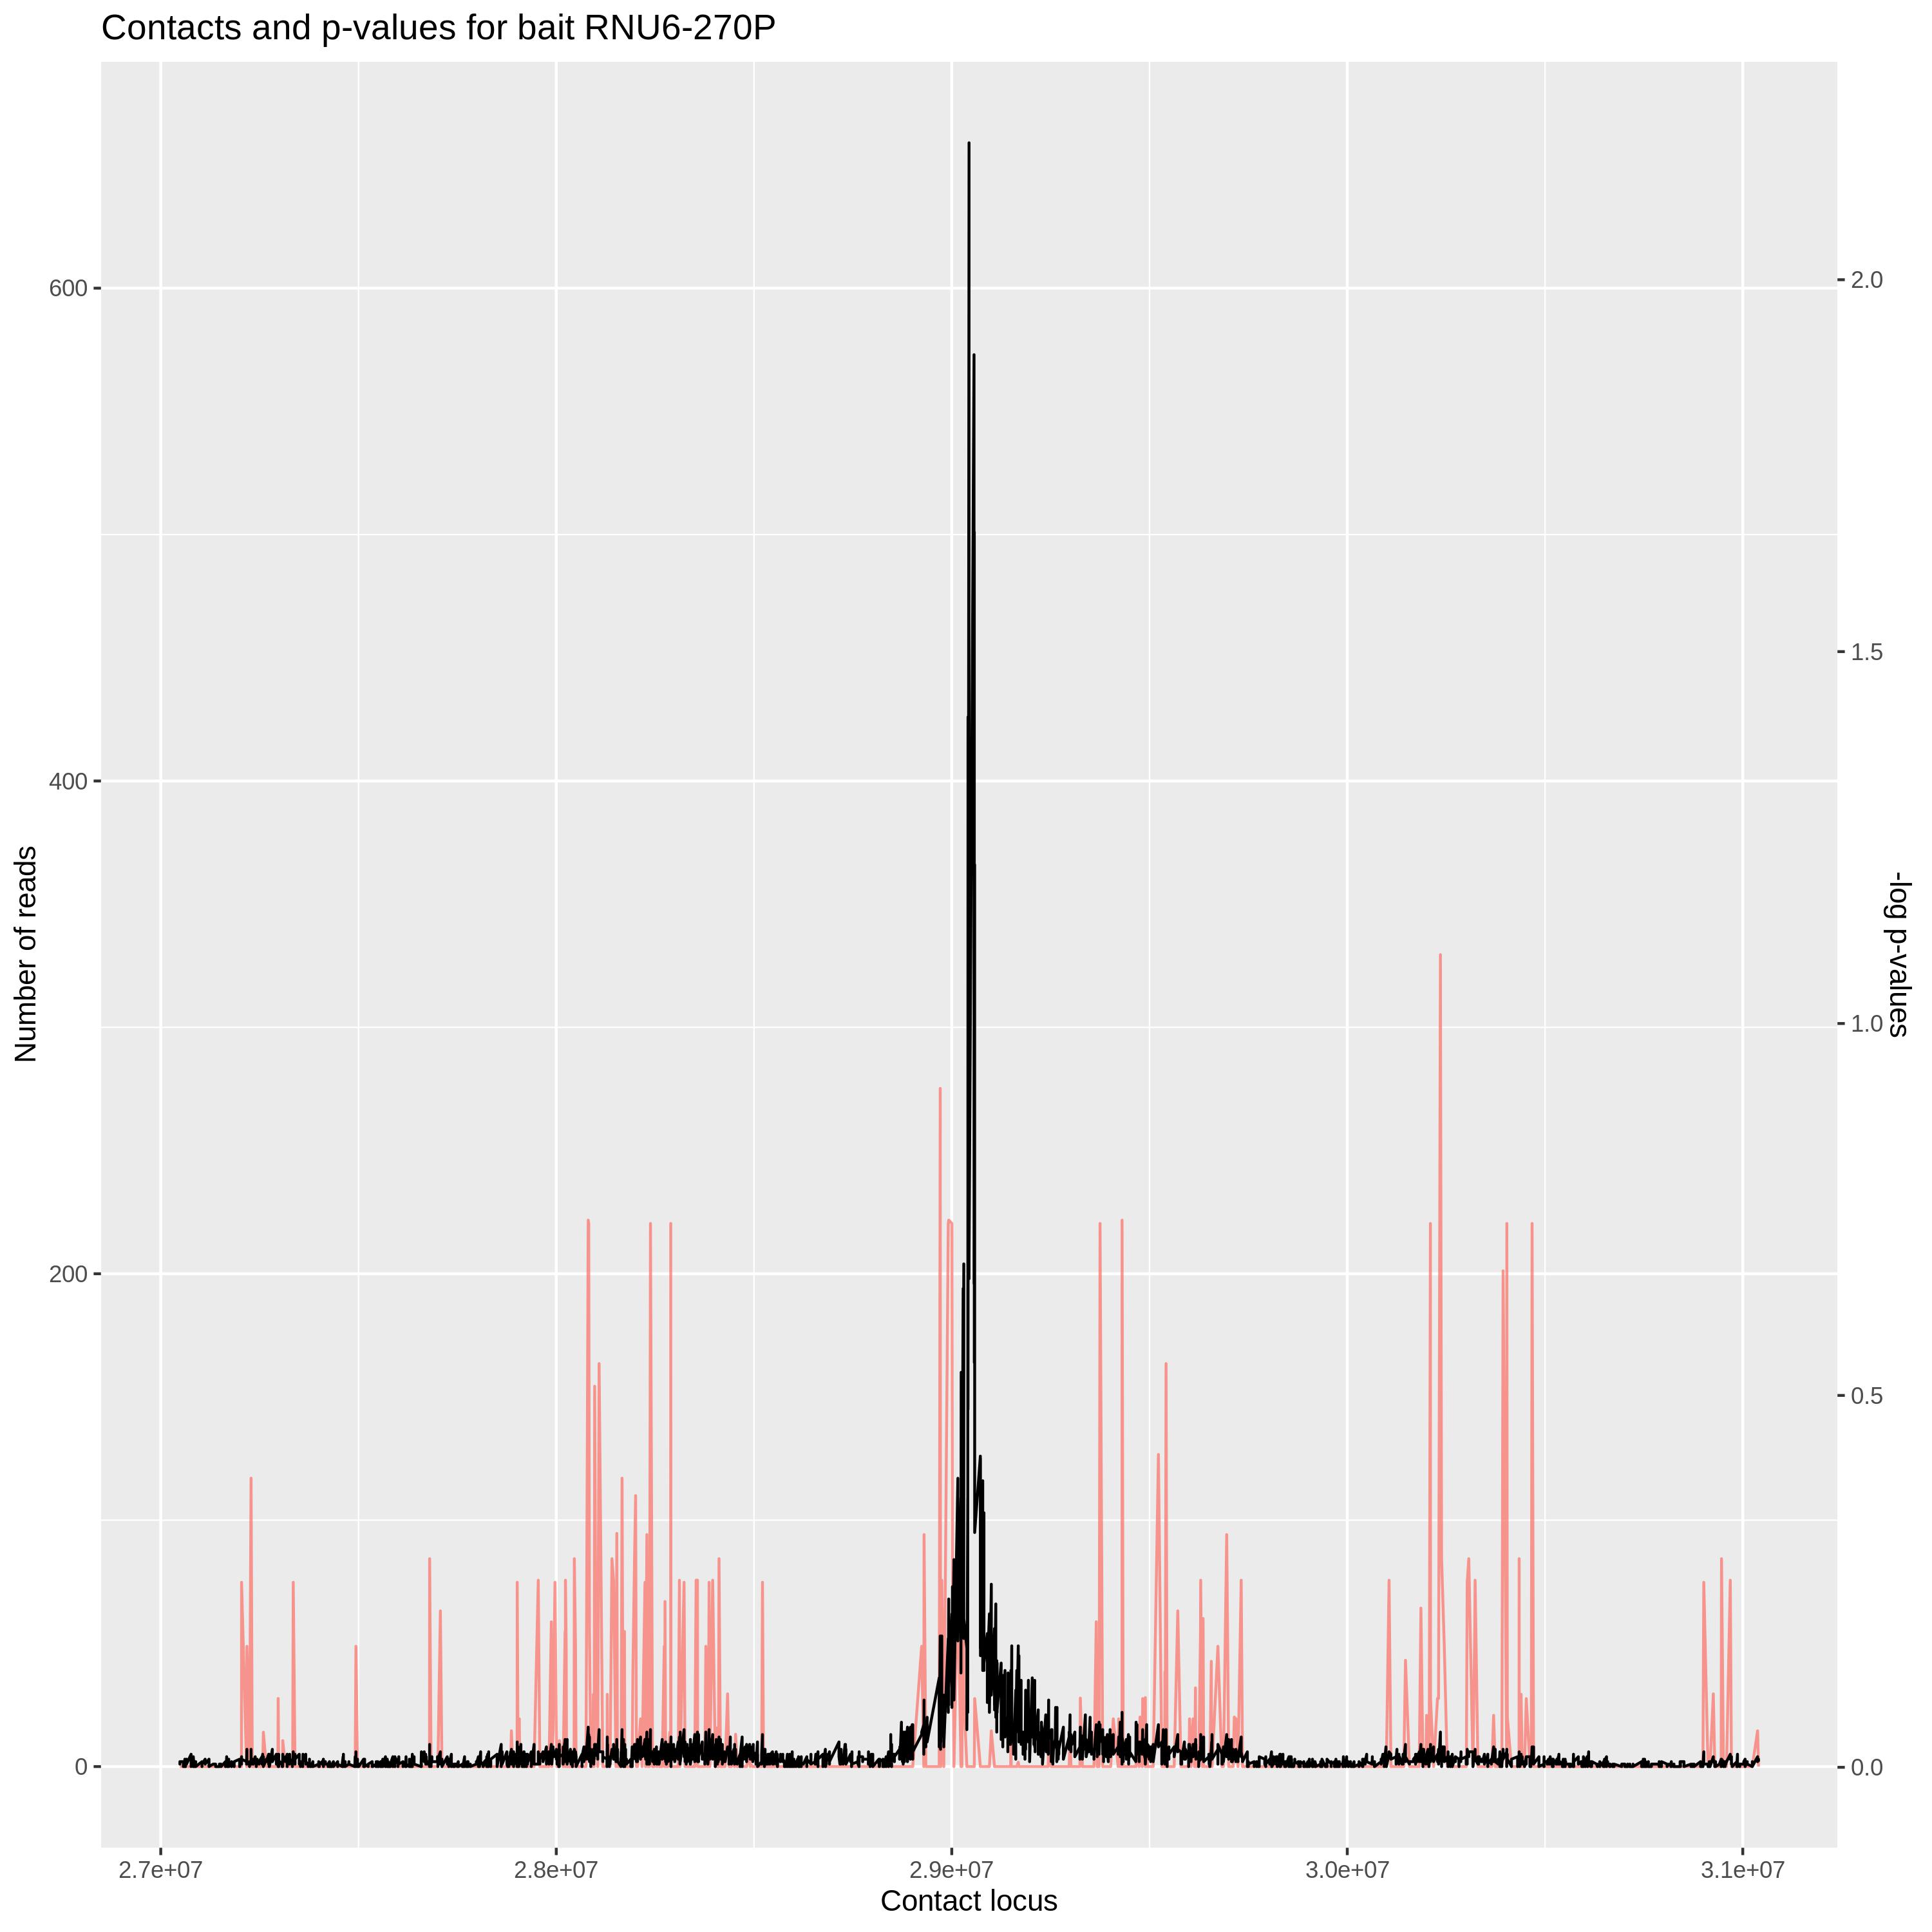 Contacts and p-values for bait RNU6-270P
Number of reads
600
400
200
0
2.0
1.5
1.0
0.5
0.0
-log p-values
2.7e+07 2.8e+07 2.9e+07 3.0e+07 3.1e+07
Contact locus